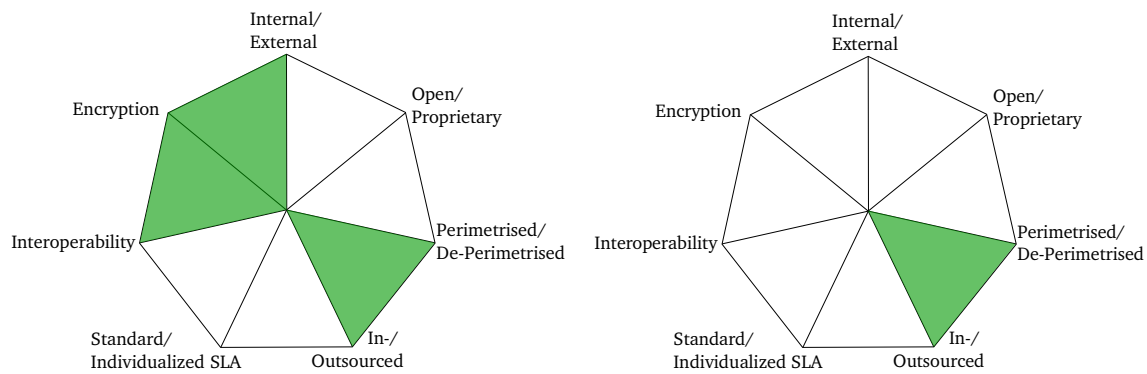 Internal/
External
Open/
Proprietary
Encryption
Perimetrised/
De-Perimetrised
Interoperability
Standard/
Individualized SLA
In-/
Outsourced
Internal/
External
Open/
Proprietary
Encryption
Perimetrised/
De-Perimetrised
Interoperability
Standard/
Individualized SLA
In-/
Outsourced